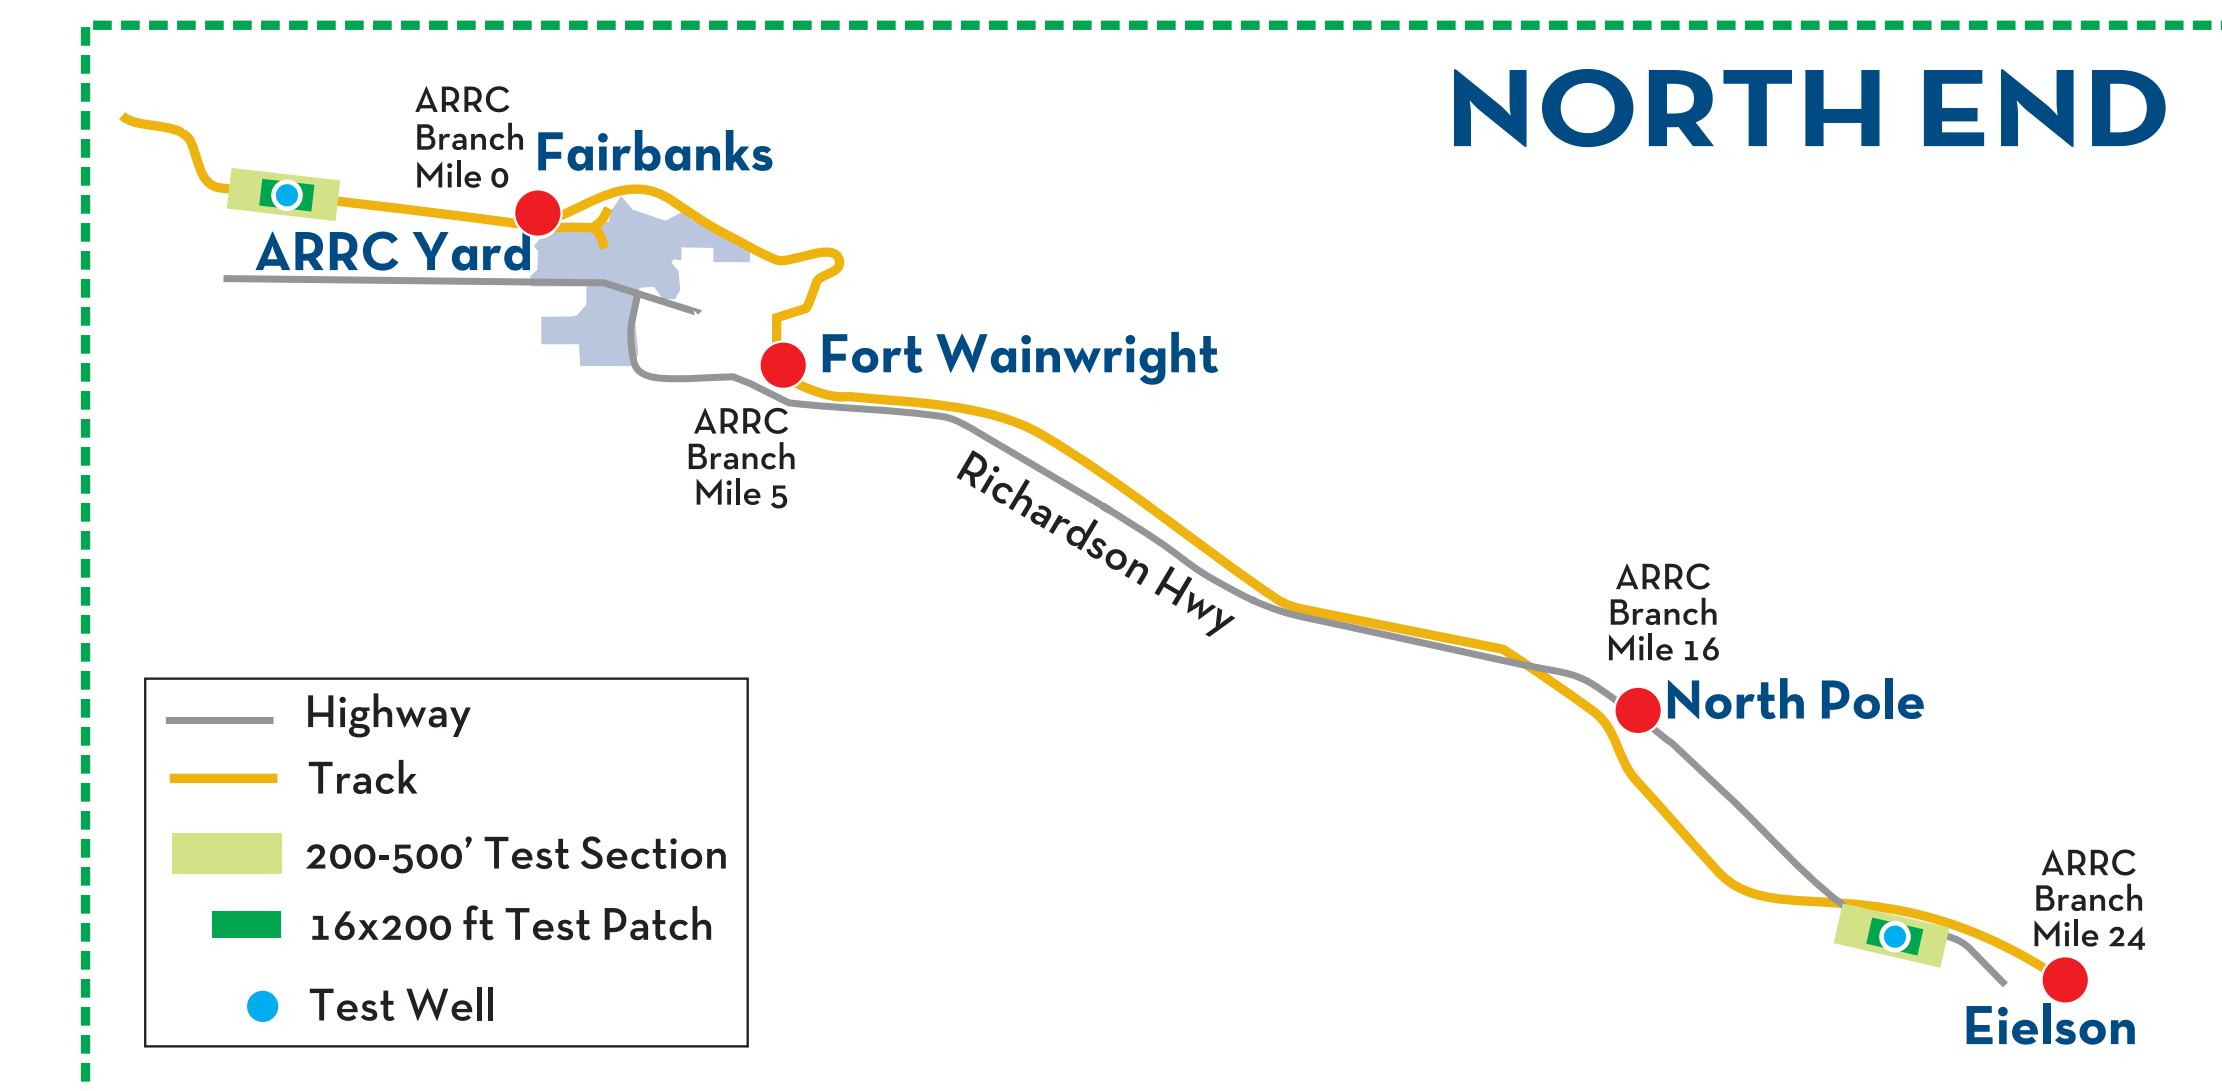 NORTH END
ARRC
Branch
Mile 0
Fairbanks
ARRC Yard
Fort Wainwright
ARRC
Branch
Mile 5
Richardson Hwy
ARRC
Branch
Mile 16
North Pole
ARRC
Branch
Mile 24
Eielson
Highway
Track
200-500’ Test Section
16x200 ft Test Patch
Test Well